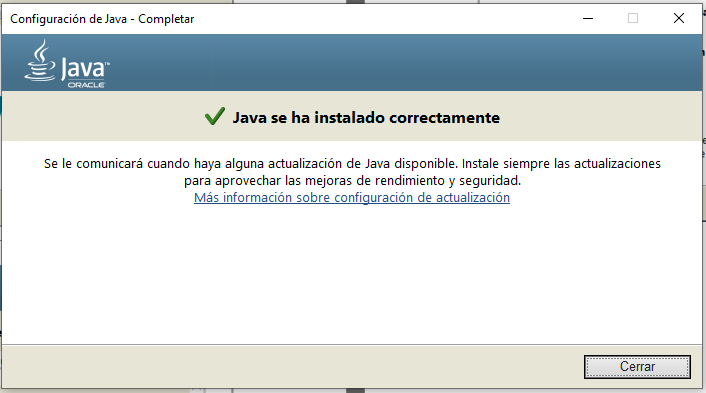 Configuración de Java - Completar
Java™
ORACLE
Java se ha instalado correctamente
Se le comunicará cuando haya alguna actualización de Java disponible. Instale siempre las actualizaciones
para aprovechar las mejoras de rendimiento y seguridad.
Más información sobre configuración de actualización
Cerrar